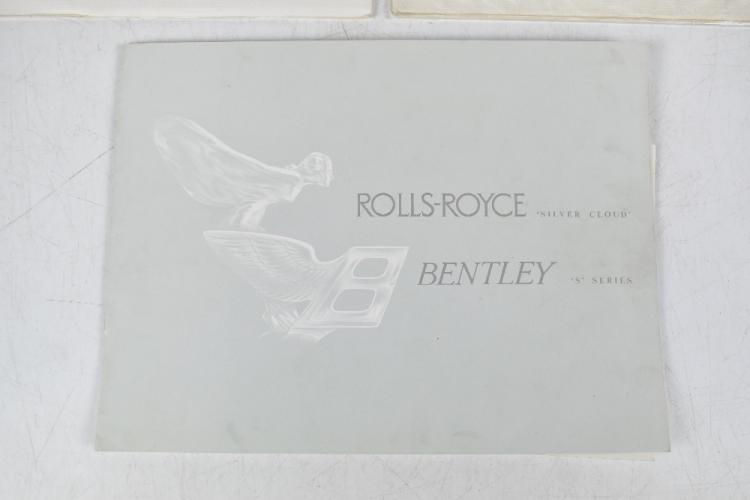 ROLLS-ROYCE 'SILVER CLOUD'
BENTLEY 'S' SERIES